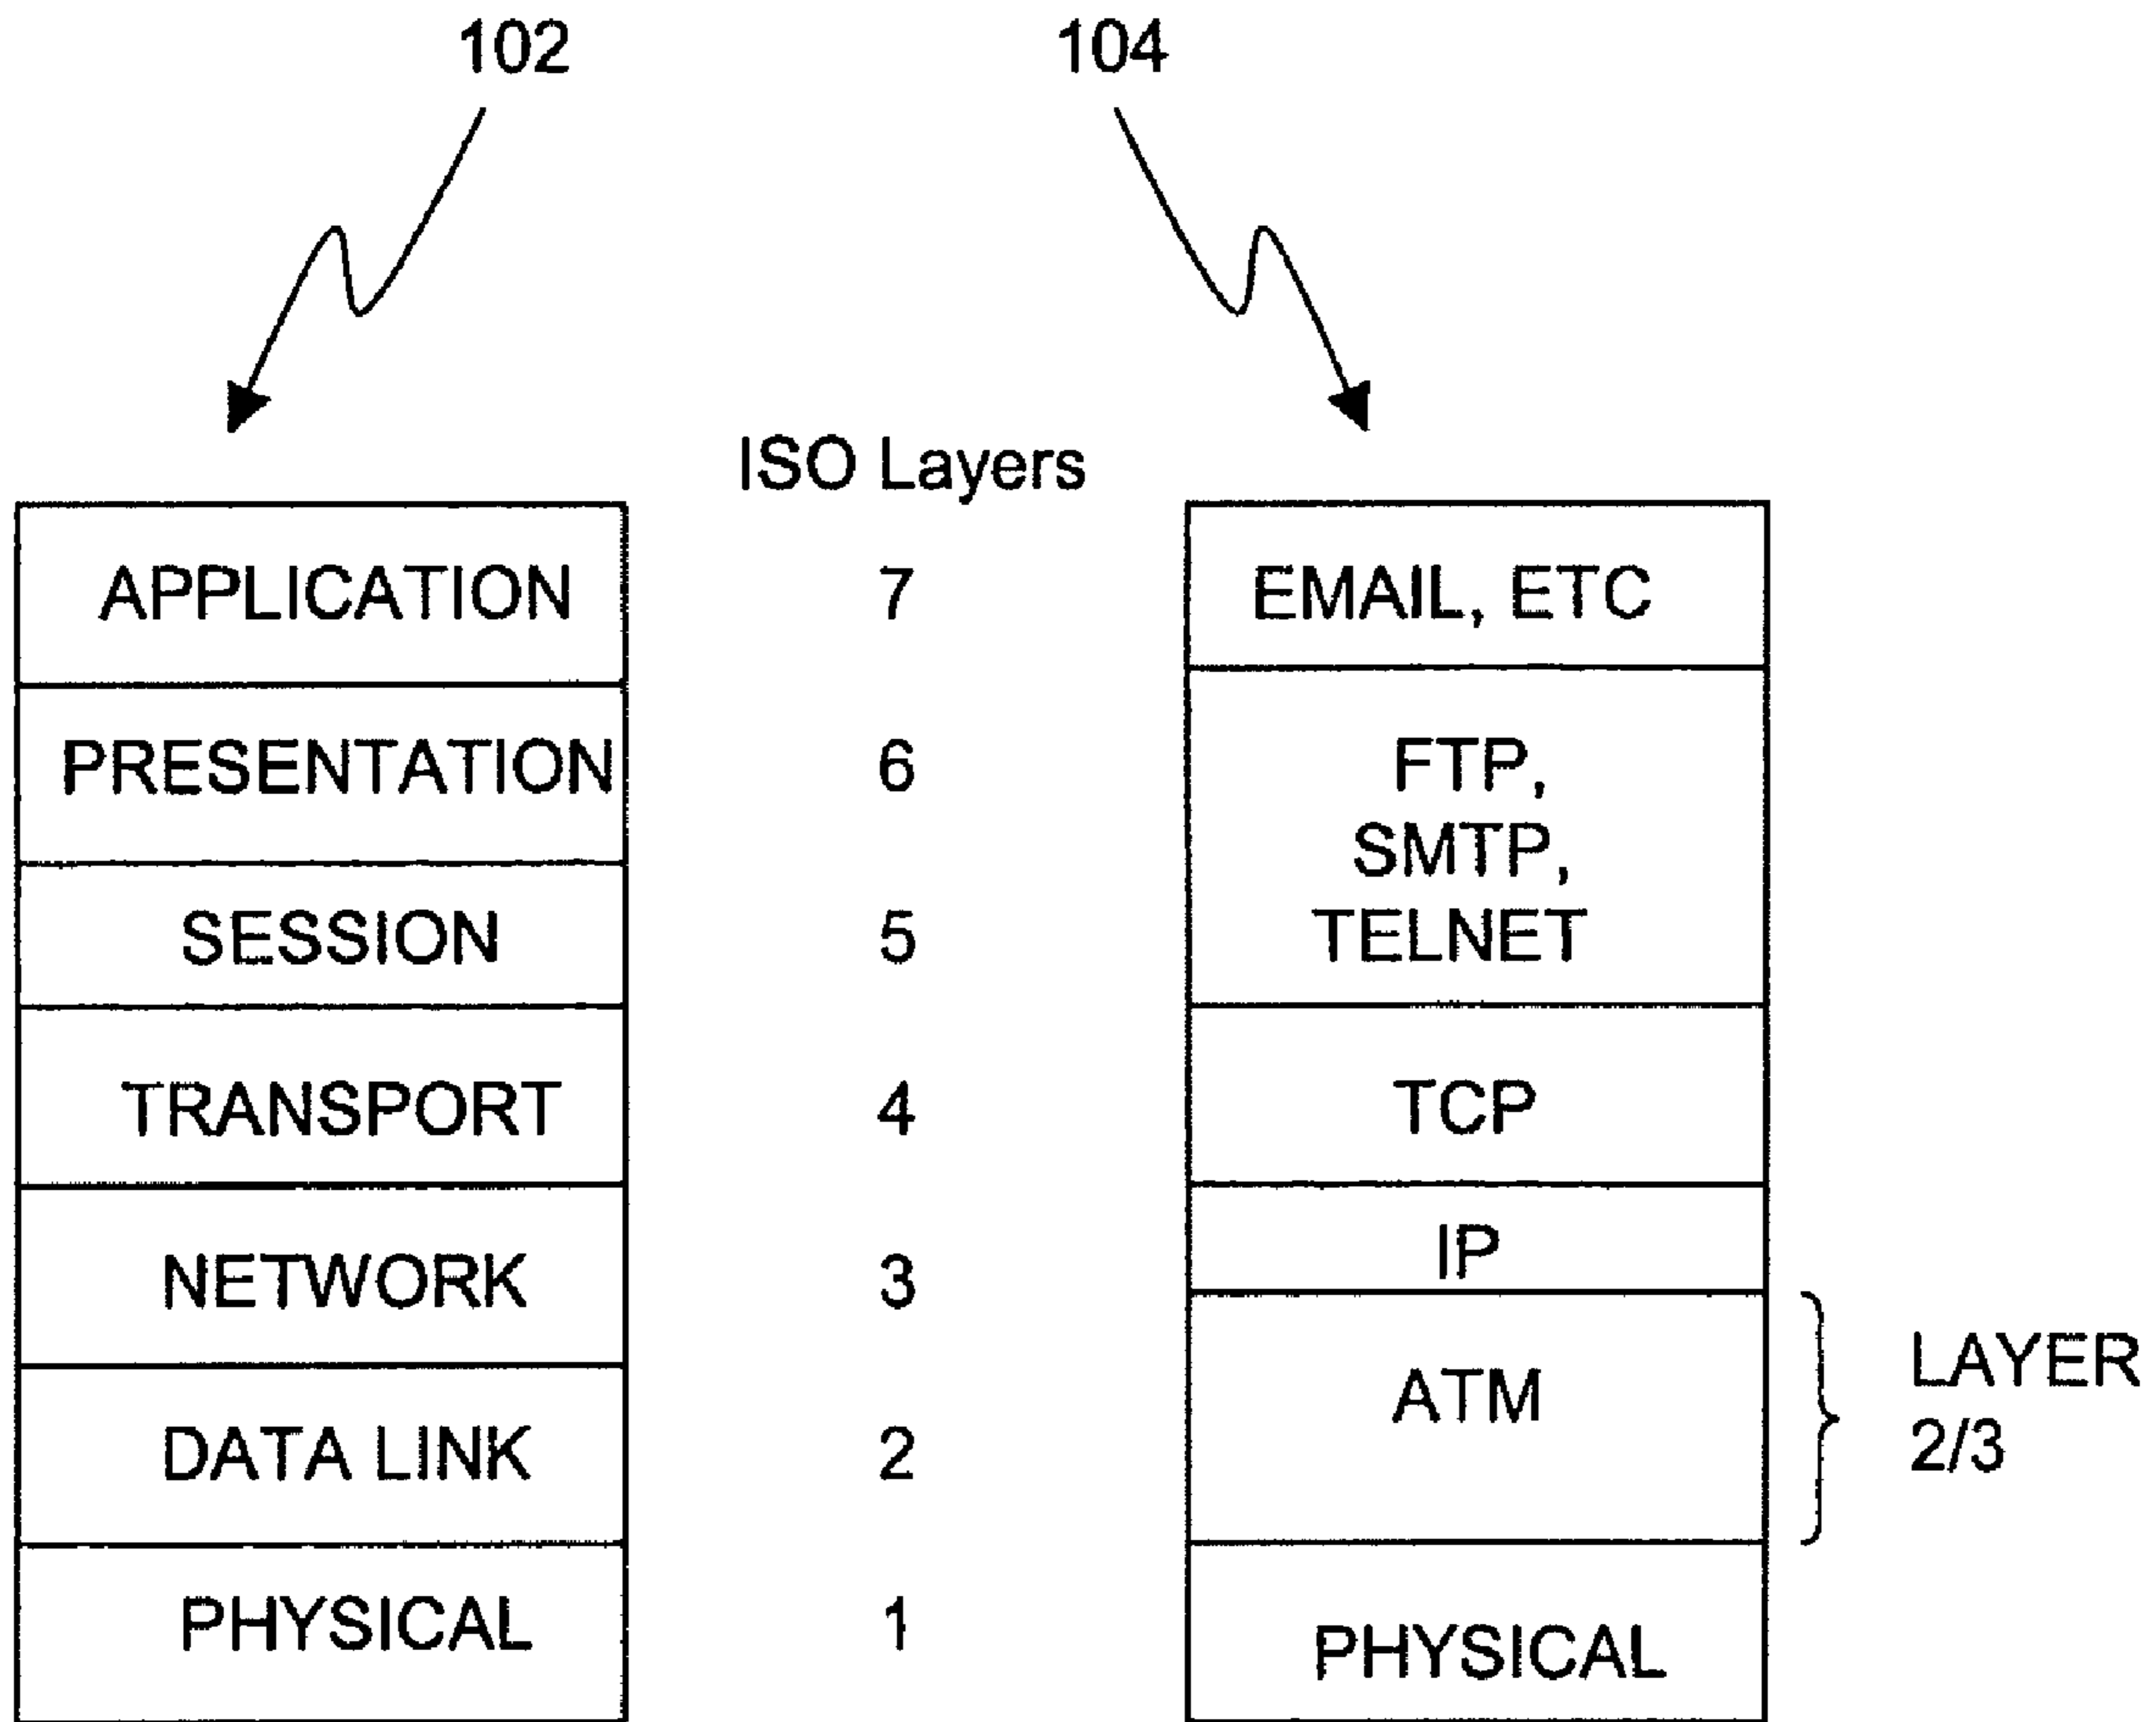 102
104
ISO Layers
APPLICATION
7
EMAIL, ETC
PRESENTATION
6
FTP,
SMTP,
TELNET
SESSION
5
TRANSPORT
4
TCP
NETWORK
3
IP
DATA LINK
2
ATM
LAYER
2/3
PHYSICAL
1
PHYSICAL